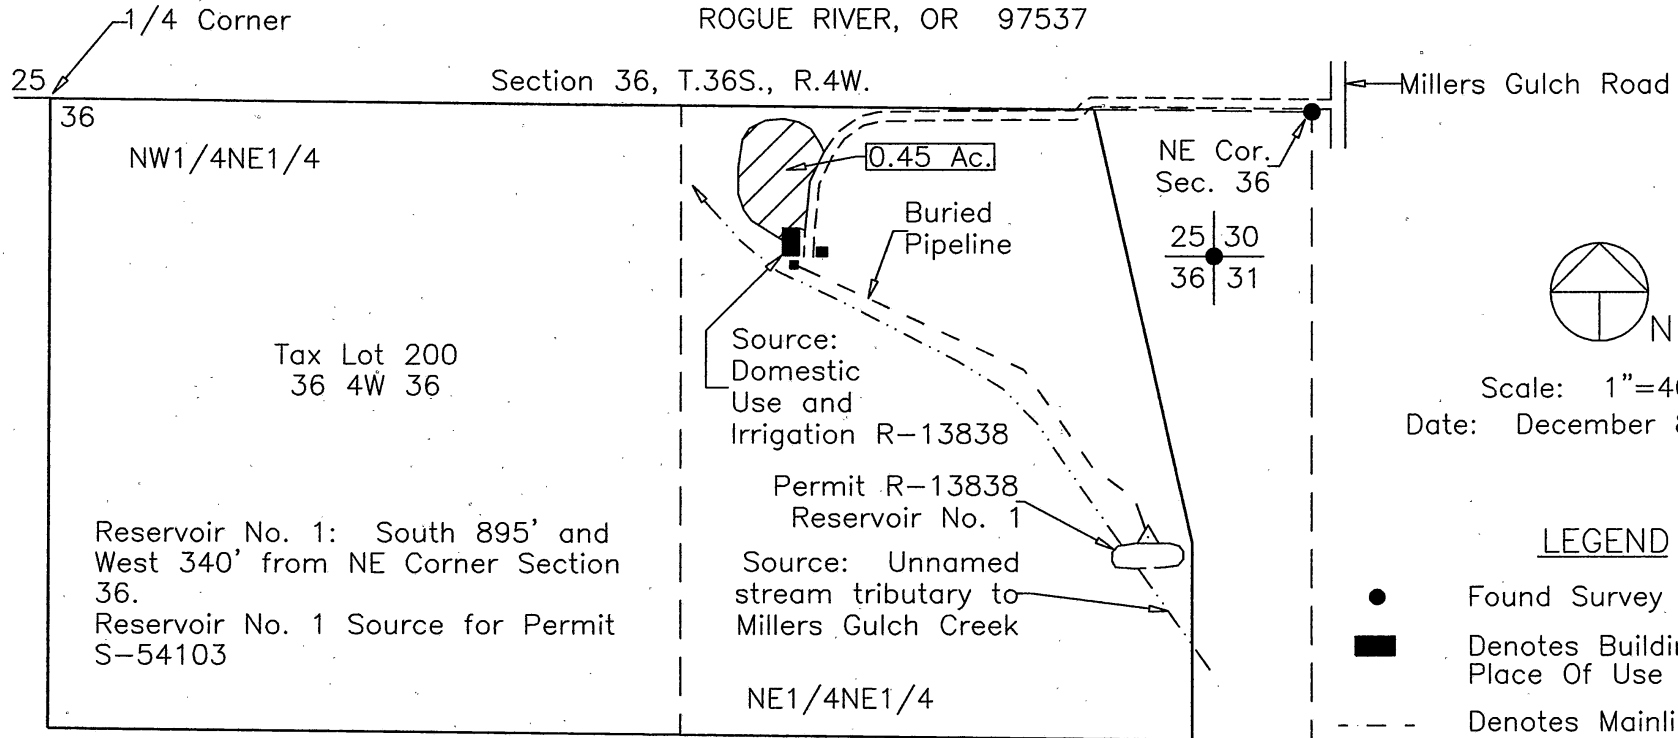 1/4 Corner
ROGUE RIVER, OR 97537
25
Section 36, T.36S., R.4W.
Millers Gulch Road
36
NW1/4NE1/4
0.45 Ac.
NE Cor.
Sec. 36
Buried
Pipeline
25 30
36 31
N
Source:
Domestic
Use and
Irrigation R-13838
Tax Lot 200
36 4W 36
Scale: 1"=4
Date: December
Permit R-13838
Reservoir No. 1
Reservoir No. 1: South 895' and
West 340' from NE Corner Section
36.
Reservoir No. 1 Source for Permit
S-54103
Source: Unnamed
stream tributary to
Millers Gulch Creek
NE1/4NE1/4
LEGEND
Found Survey
Denotes Buildin
Place Of Use
Denotes Mainli